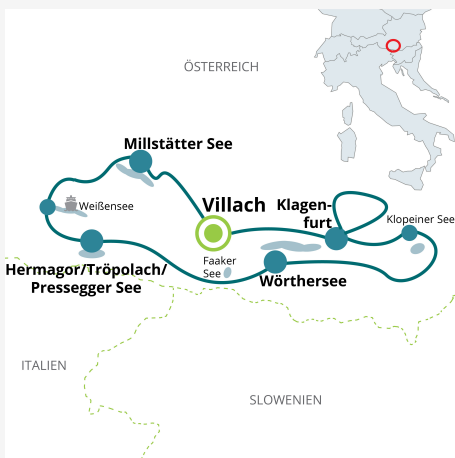 ÖSTERREICH
Millstätter See
Villach
Klagen-
furt
Weißensee
Klopeiner See
Faaker
See
Hermagor/Tröpolach/
Pressegger See
Wörthersee
ITALIEN
SLOWENIEN